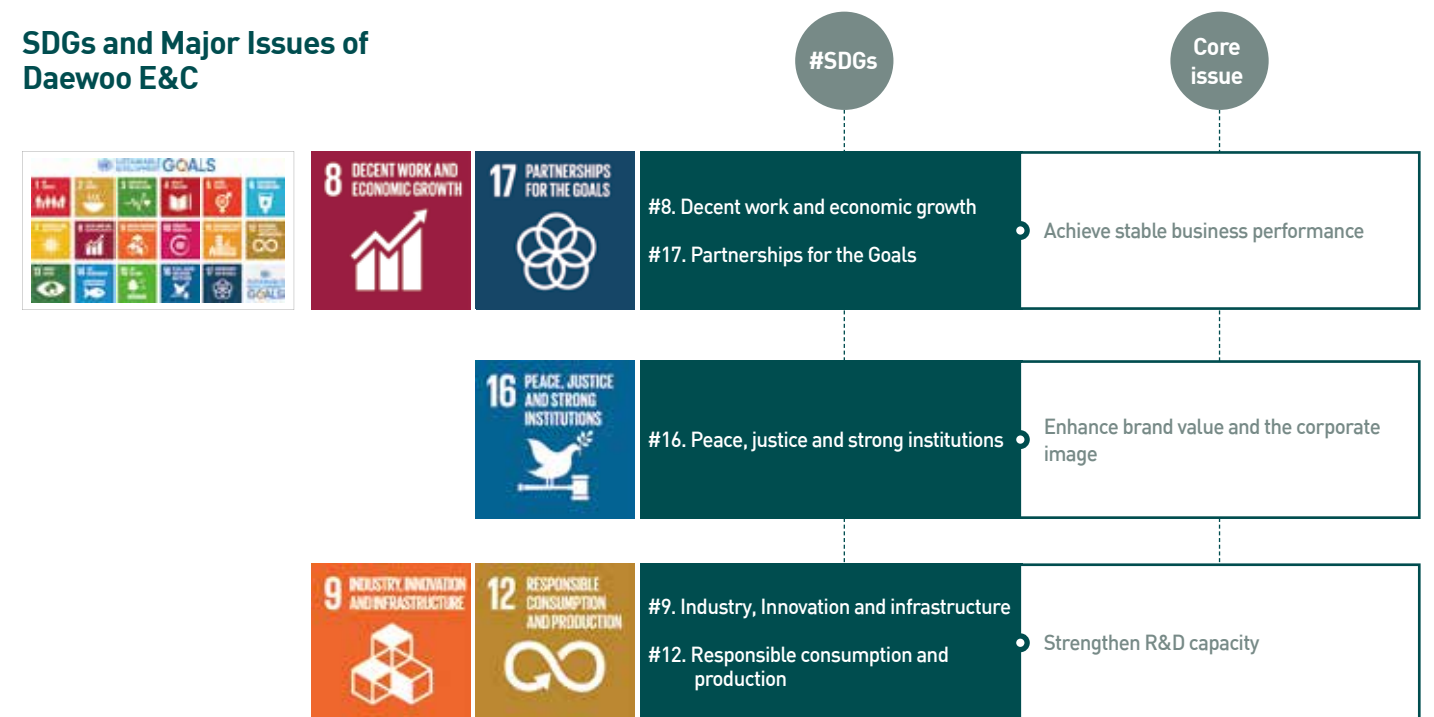 SDGs and Major Issues of
Daewoo E&C
#SDGs
Core
issue
GOALS
8 DECENT WORK AND
ECONOMIC GROWTH
17 PARTNERSHIPS
FOR THE GOALS
#8. Decent work and economic growth
#17. Partnerships for the Goals
Achieve stable business performance
16 PEACE, JUSTICE
AND STRONG
INSTITUTIONS
#16. Peace, justice and strong institutions
Enhance brand value and the corporate
image
9 INDUSTRY, INNOVATION
AND INFRASTRUCTURE
12 RESPONSIBLE
CONSUMPTION
AND PRODUCTION
#9. Industry, Innovation and infrastructure
#12. Responsible consumption and
production
Strengthen R&D capacity